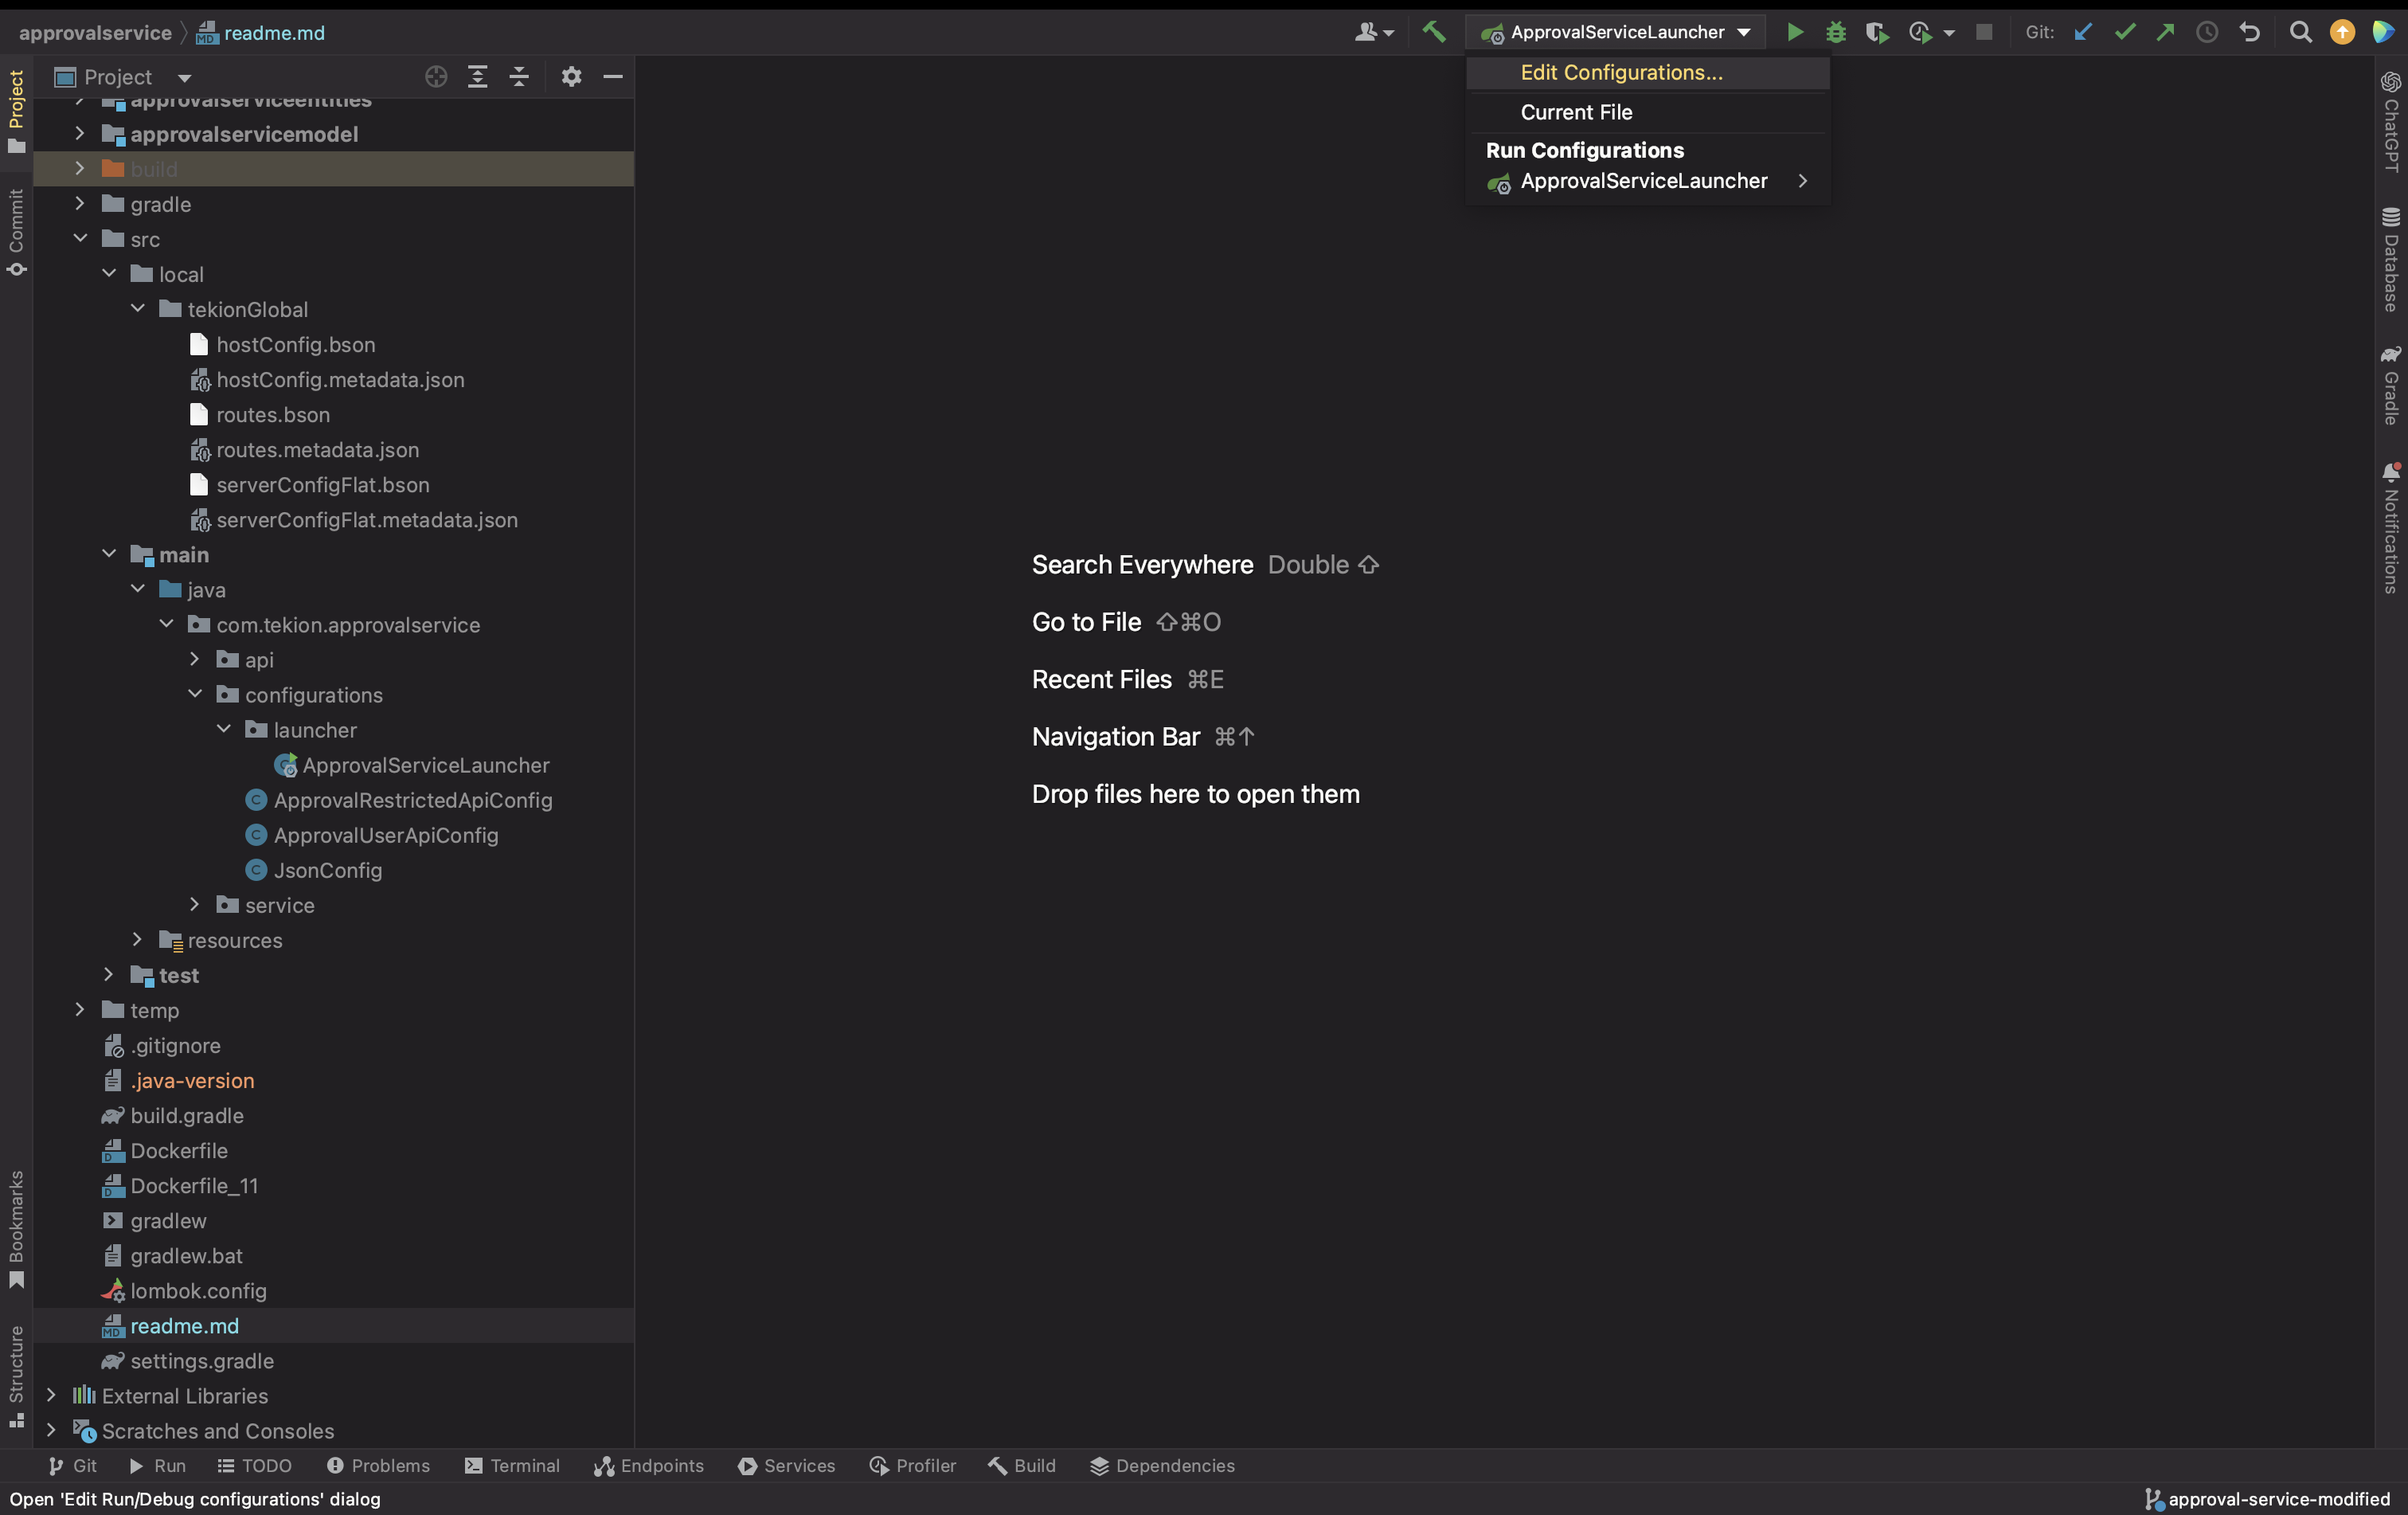 approvalservice
readme.md
ApprovalServiceLauncher
Git:
Edit Configurations...
Current File
Run Configurations
ApprovalServiceLauncher
Project
Commit
Bookmarks
Structure
Project
approvalserviceentities
approvalservicemodel
build
gradle
src
local
tekionGlobal
hostConfig.bson
hostConfig.metadata.json
routes.bson
routes.metadata.json
serverConfigFlat.bson
serverConfigFlat.metadata.json
main
java
com.tekion.approvalservice
api
configurations
launcher
ApprovalServiceLauncher
ApprovalRestrictedApiConfig
ApprovalUserApiConfig
JsonConfig
service
resources
test
temp
.gitignore
.java-version
build.gradle
Dockerfile
Dockerfile_11
gradlew
gradlew.bat
lombok.config
readme.md
settings.gradle
External Libraries
Scratches and Consoles
Search Everywhere Double ⇧
Go to File ⇧⌘O
Recent Files ⌘E
Navigation Bar ⌘↑
Drop files here to open them
ChatGPT
Database
Gradle
Notifications
Git
Run
TODO
Problems
Terminal
Endpoints
Services
Profiler
Build
Dependencies
Open 'Edit Run/Debug configurations' dialog
approval-service-modified